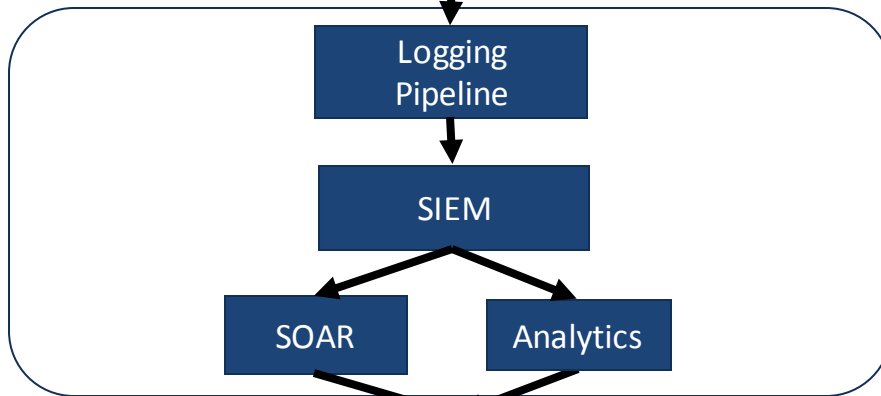 Logging
Pipeline
SIEM
SOAR
Analytics